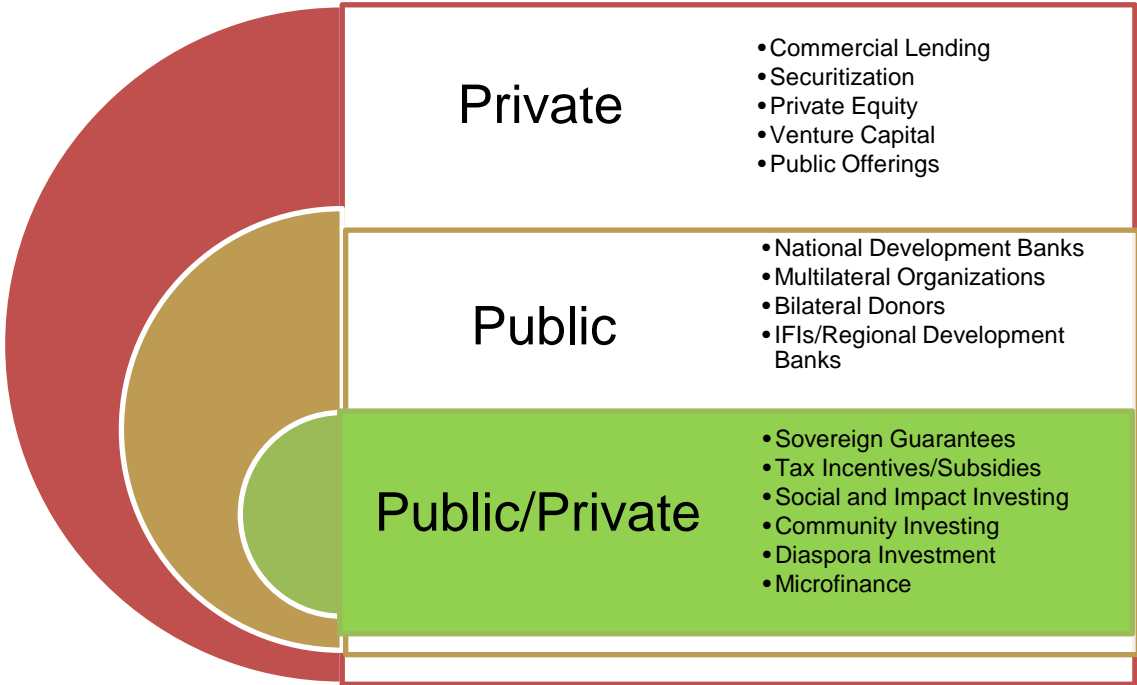 Private
•Commercial Lending
•Securitization
•Private Equity
•Venture Capital
•Public Offerings
Public
•National Development Banks
•Multilateral Organizations
•Bilateral Donors
•IFIs/Regional Development
Banks
Public/Private
•Sovereign Guarantees
•Tax Incentives/Subsidies
•Social and Impact Investing
•Community Investing
•Diaspora Investment
•Microfinance